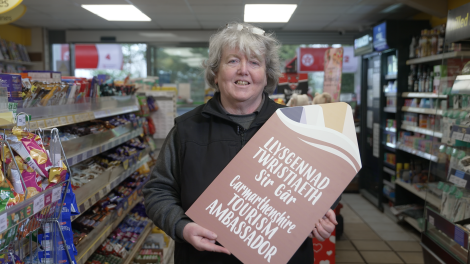 LLYSGENNAD
TWRISTIAETH
SIR GÂR
CARMARTHENSHIRE
TOURISM
AMBASSADOR